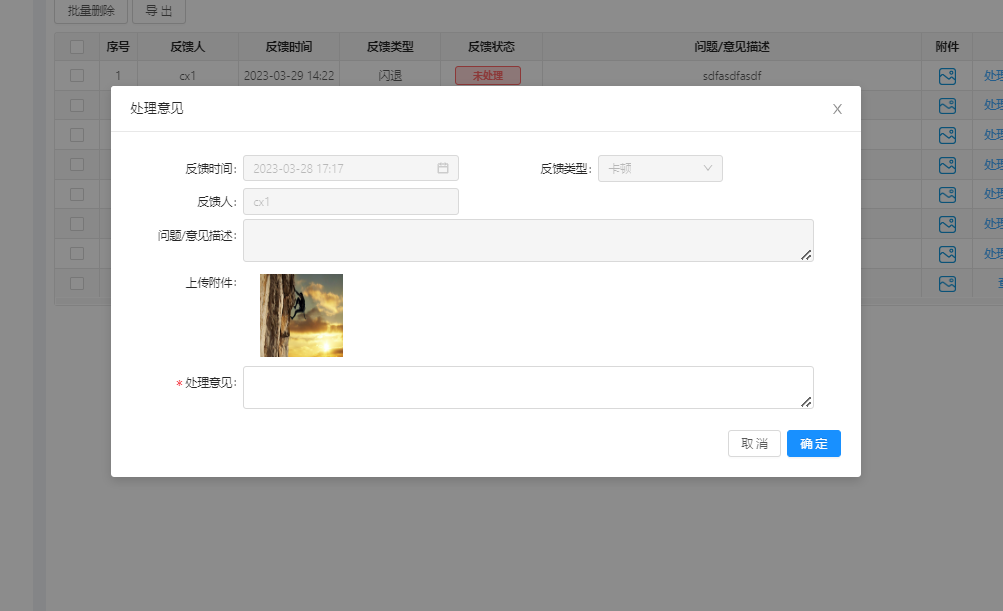 批量删除 导 出
序号 反馈人 反馈时间 反馈类型 反馈状态 问题/意见描述 附件
1 cx1 2023-03-29 14:22 闪退 未处理 sdfasdfasdf 处理
处理意见 X
处理
处理
反馈时间: 2023-03-28 17:17 反馈类型: 卡顿
处理
处理
反馈人: cx1
处理
问题/意见描述:
处理
上传附件:
* 处理意见:
取 消 确 定